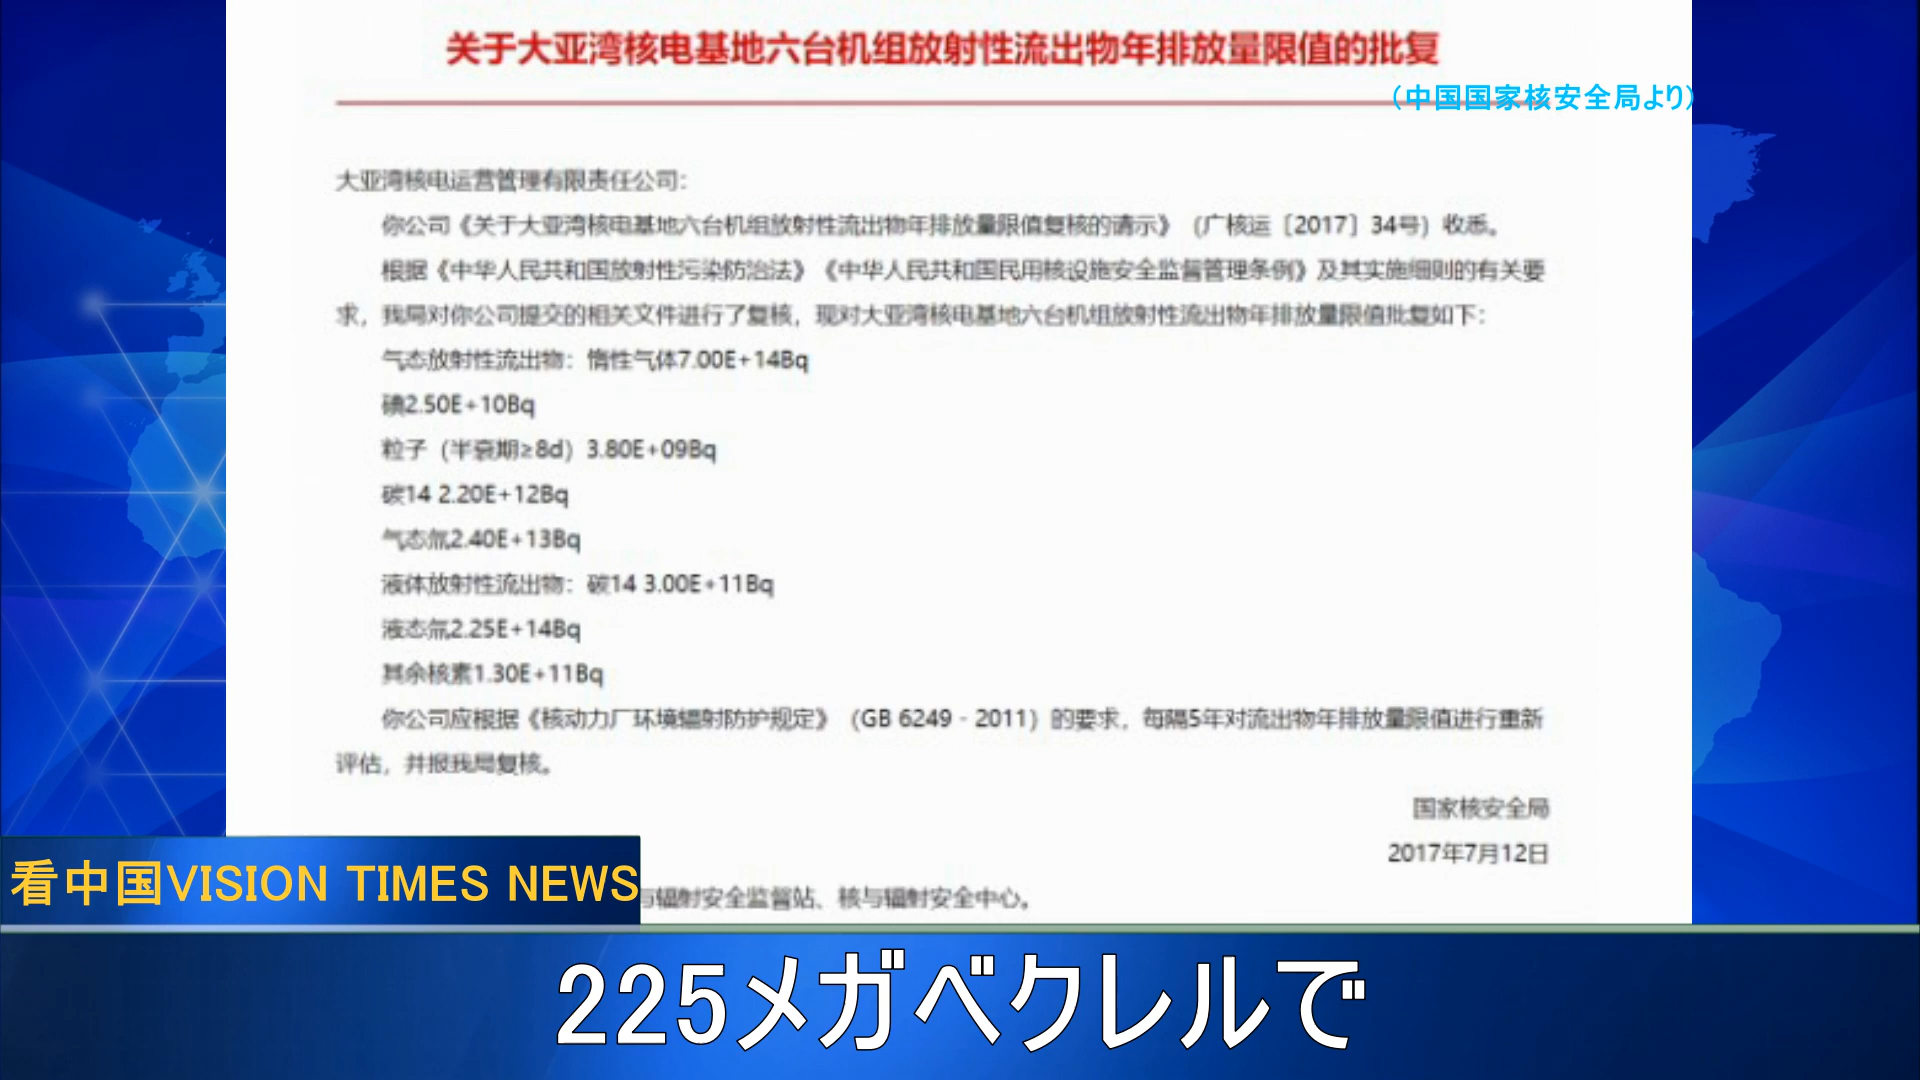 关于大亚湾核电基地六台机组放射性流出物年排放量限值的批复
(中国国家核安全局より)
大亚湾核电运营管理有限责任公司：
你公司《关于大亚湾核电基地六台机组放射性流出物年排放量限值复核的请示》（广核运〔2017〕34号）收悉。
根据《中华人民共和国放射性污染防治法》《中华人民共和国民用核设施安全监督管理条例》及其实施细则的有关要
求，我局对你公司提交的相关文件进行了复核，现对大亚湾核电基地六台机组放射性流出物年排放量限值批复如下：
气态放射性流出物：惰性气体7.00E+14Bq
碘2.50E+10Bq
粒子（半衰期≥8d）3.80E+09Bq
碳14 2.20E+12Bq
气态氚2.40E+13Bq
液体放射性流出物：碳14 3.00E+11Bq
液态氚2.25E+14Bq
其余核素1.30E+11Bq
你公司应根据《核动力厂环境辐射防护规定》（GB 6249 - 2011）的要求，每隔5年对流出物年排放量限值进行重新
评估，并报我局复核。
国家核安全局
2017年7月12日
与辐射安全监督站、核与辐射安全中心。
看中国VISION TIMES NEWS
225メガベクレルで